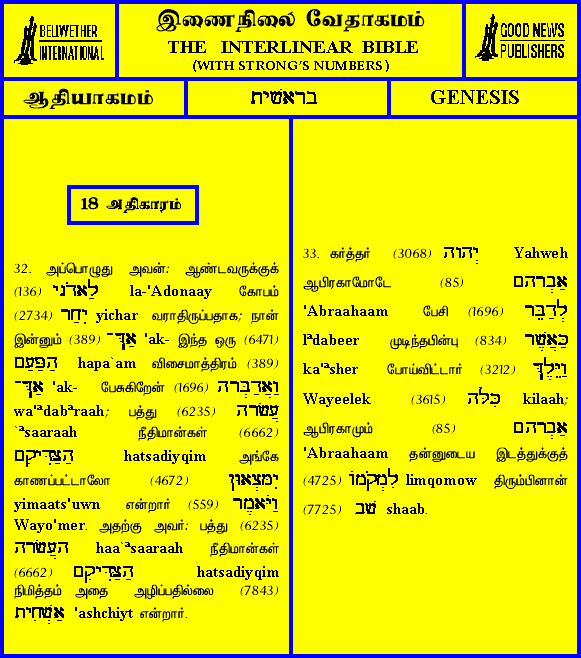 BELLWETHER
INTERNATIONAL
இணைநிலை வேதாகமம்
THE INTERLINEAR BIBLE
(WITH STRONG'S NUMBERS)
GOOD NEWS
PUBLISHERS
ஆதியாகமம்
בראשית
GENESIS
18 அதிகாரம்
32. அப்பொழுது அவன்: ஆண்டவருக்குக்
(136) לַאדֹנָי la-'Adonaay கோபம்
(2734) יִחַר yichar வராதிருப்பதாக; நான்
இன்னும் (389) אַךְ־ 'ak- இந்த ஒரு (6471)
הַפַּעַם hapa`am விசைமாத்திரம் (389)
אַךְ־ 'ak- பேசுகிறேன் (1696) וַאֲדַבְּרָה
wa'ªdabªraah; பத்து (6235) עֲשָׂרָה
`ªsaaraah நீதிமான்கள் (6662)
הַצַּדִּיקִם hatsadiyqim அங்கே
காணப்பட்டாலோ (4672) יִמָּצְאוּן
yimaats'uwn என்றார் (559) וַיֹּאמֶר
Wayo'mer. அதற்கு அவர்: பத்து (6235)
הָעֲשָׂרָה haa`ªsaaraah நீதிமான்கள்
(6662) הַצַּדִּיקִם hatsadiyqim
நிமித்தம் அதை அழிப்பதில்லை (7843)
אַשְׁחִית 'ashchiyt என்றார்.
33. கர்த்தர் (3068) יְהוָה Yahweh
ஆபிரகாமோடே (85) אַבְרָהָם
'Abraahaam பேசி (1696) לְדַבֵּר
lªdabeer முடிந்தபின்பு (834) כַּאֲשֶׁר
ka'ªsher போய்விட்டார் (3212) וַיֵּלֶךְ
Wayeelek (3615) כִּלָּה kilaah;
ஆபிரகாமும் (85) אַבְרָהָם
'Abraahaam தன்னுடைய இடத்துக்குத்
(4725) לִמְקֹמוֹ limqomow திரும்பினான்
(7725) שָׁב shaab.